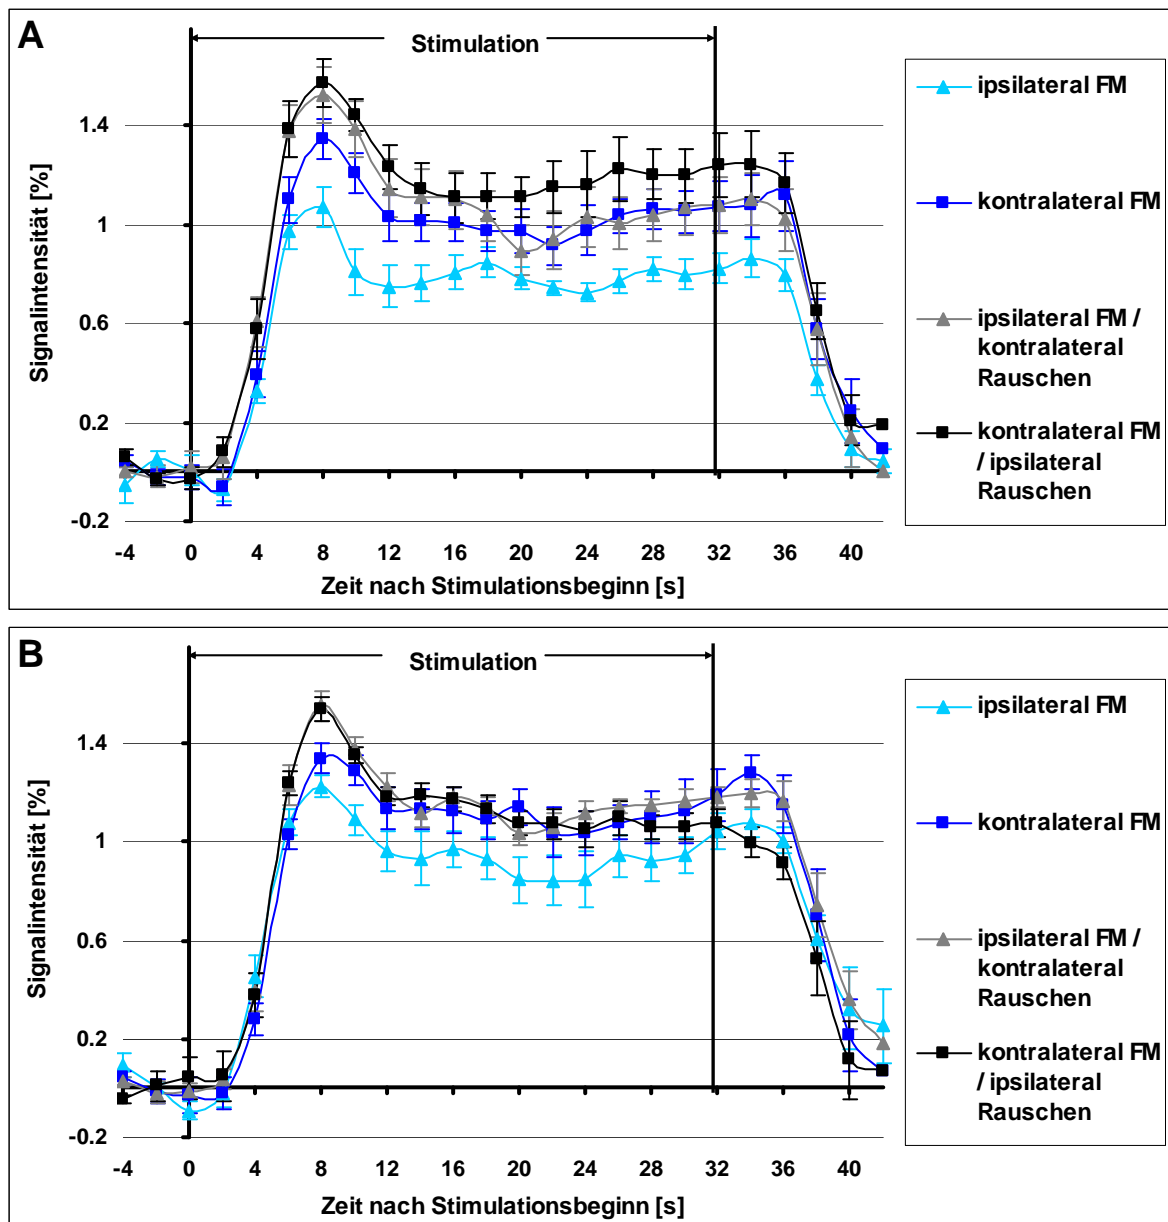 A
Stimulation
Signalintensität [%]
1.4
1
0.6
0.2
-0.2
-4 0 4 8 12 16 20 24 28 32 36 40
Zeit nach Stimulationsbeginn [s]
ipsilateral FM
kontralateral FM
ipsilateral FM /
kontralateral
Rauschen
kontralateral FM
/ ipsilateral
Rauschen
B
Stimulation
Signalintensität [%]
1.4
1
0.6
0.2
-0.2
-4 0 4 8 12 16 20 24 28 32 36 40
Zeit nach Stimulationsbeginn [s]
ipsilateral FM
kontralateral FM
ipsilateral FM /
kontralateral
Rauschen
kontralateral FM
/ ipsilateral
Rauschen